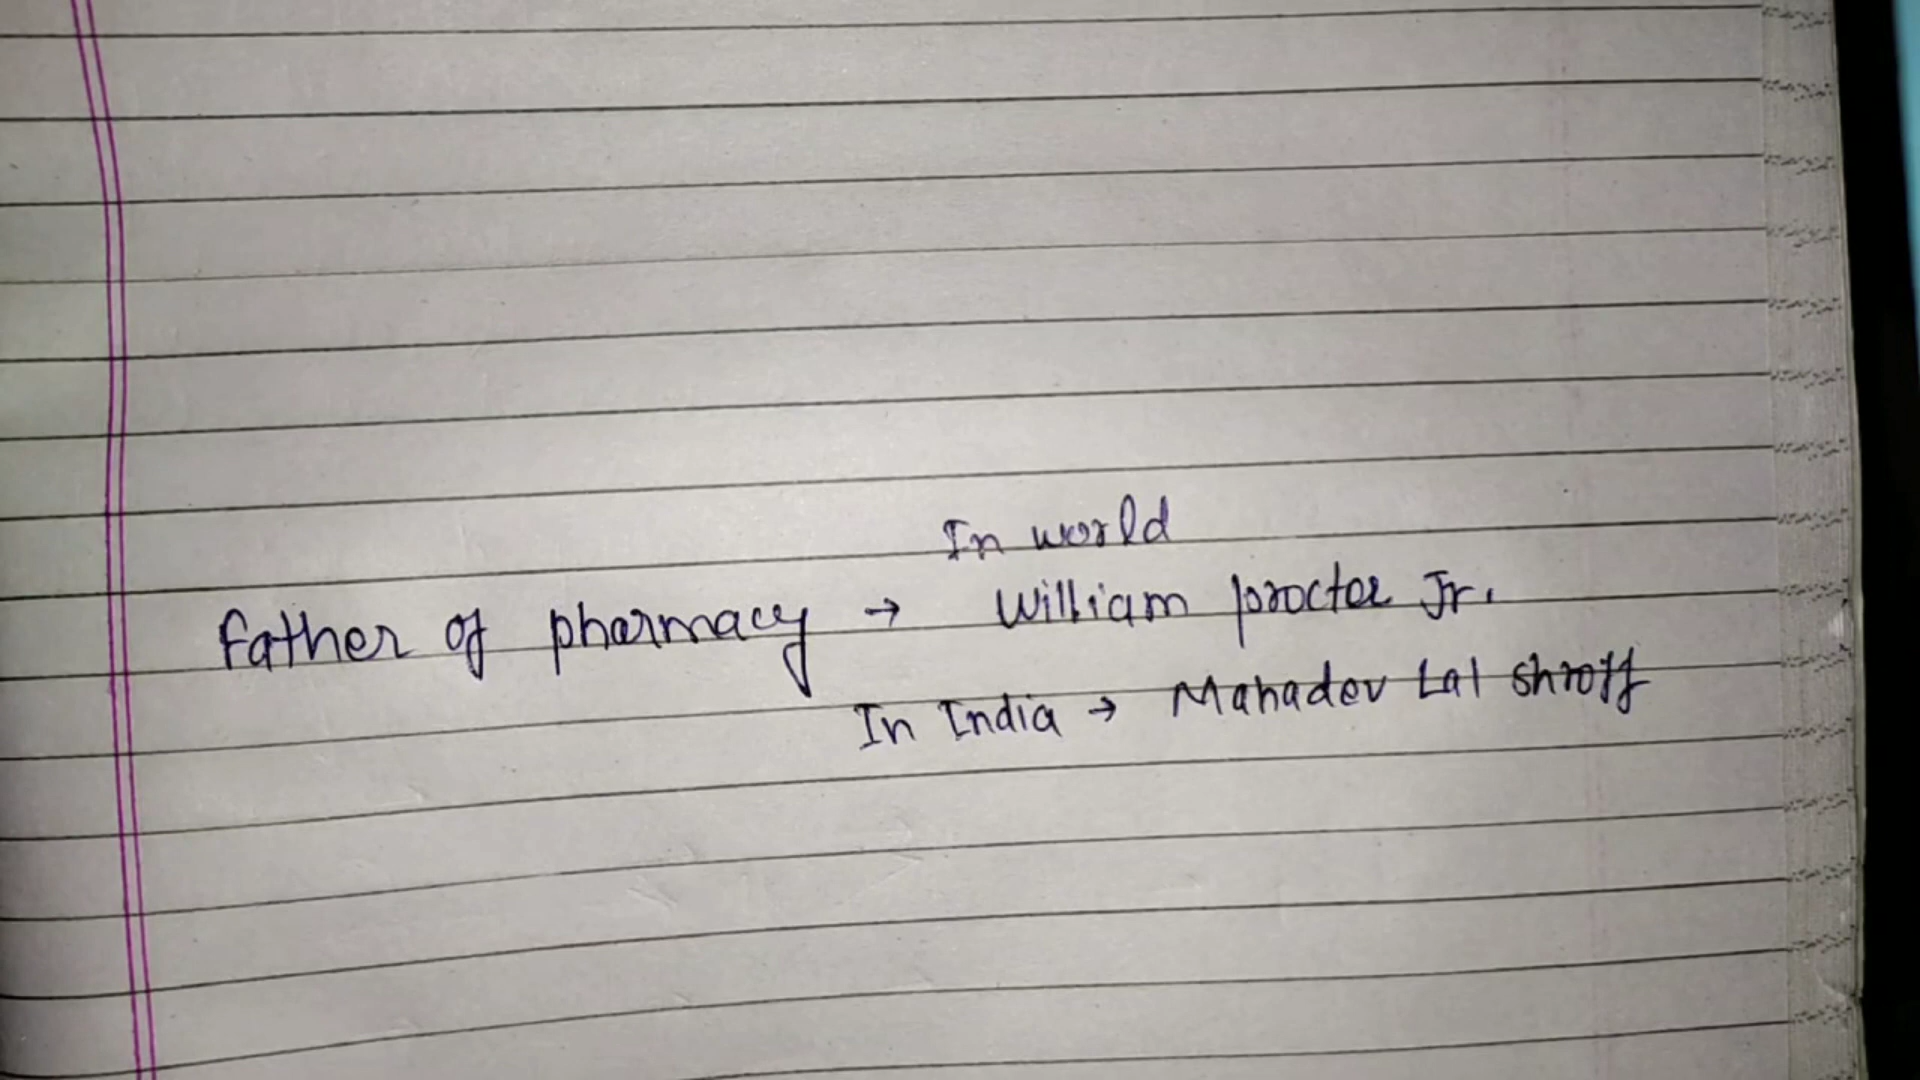 In world
father of pharmacy → William procter Jr.
In India → Mahadev Lal shroff